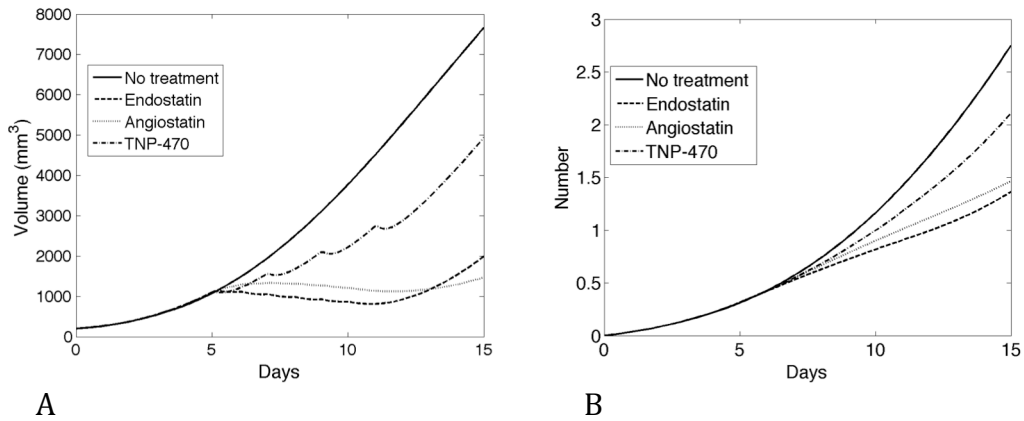 8000
7000
6000
5000
4000
3000
2000
1000
0
Volume (mm³)
No treatment
Endostatin
Angiostatin
TNP-470
0 5 10 15
Days
A
3
2.5
2
1.5
1
0.5
0
Number
No treatment
Endostatin
Angiostatin
TNP-470
0 5 10 15
Days
B